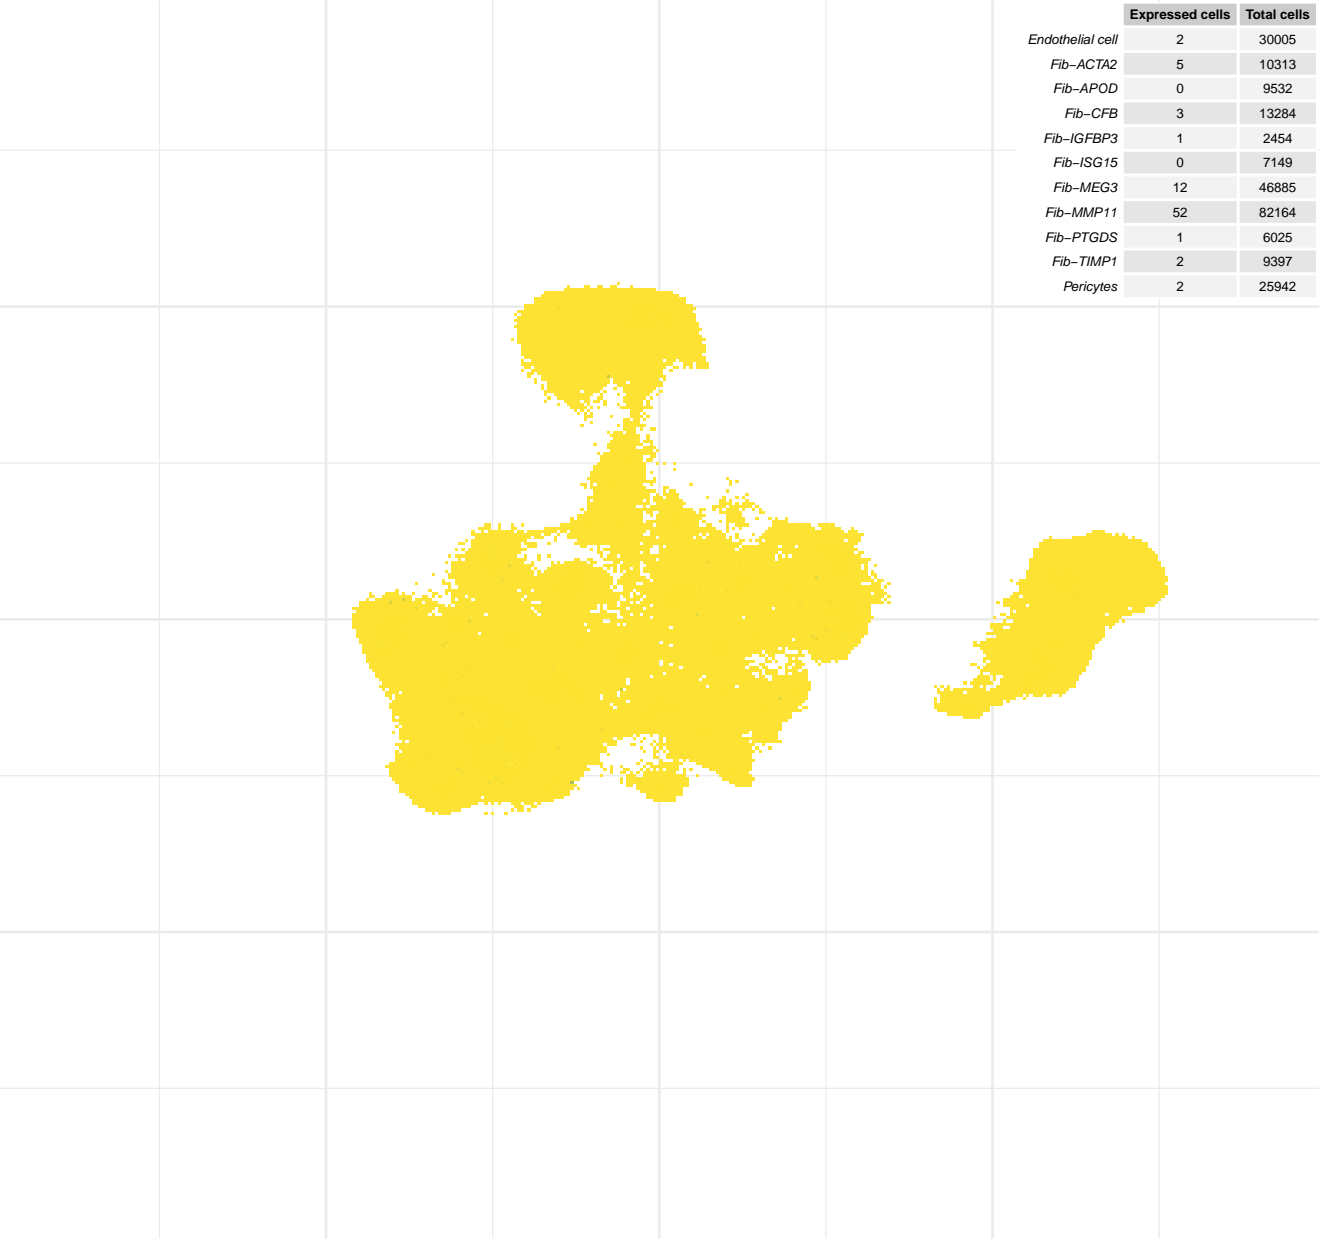 Expressed cells Total cells
Endothelial cell 2 30005
Fib−ACTA2 5 10313
Fib−APOD 0 9532
Fib−CFB 3 13284
Fib−IGFBP3 1 2454
Fib−ISG15 0 7149
Fib−MEG3 12 46885
Fib−MMP11 52 82164
Fib−PTGDS 1 6025
Fib−TIMP1 2 9397
Pericytes 2 25942